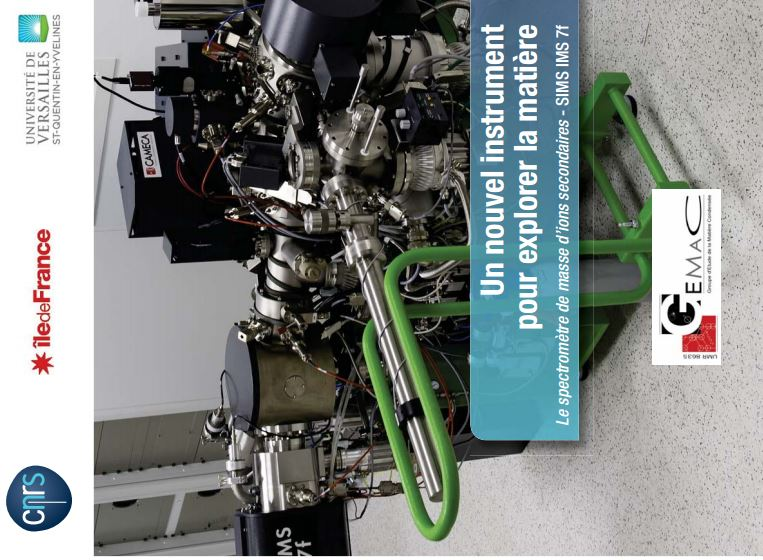 cnrs
îledeFrance
UNIVERSITÉ DE
VERSAILLES
ST-QUENTIN-EN-YVELINES
CAMECA
IMS
7f
Un nouvel instrument
pour explorer la matière
Le spectromètre de masse d'ions secondaires - SIMS IMS 7f
GEMAC
Groupe d'Etude de la Matière Condensée
UMR 8635